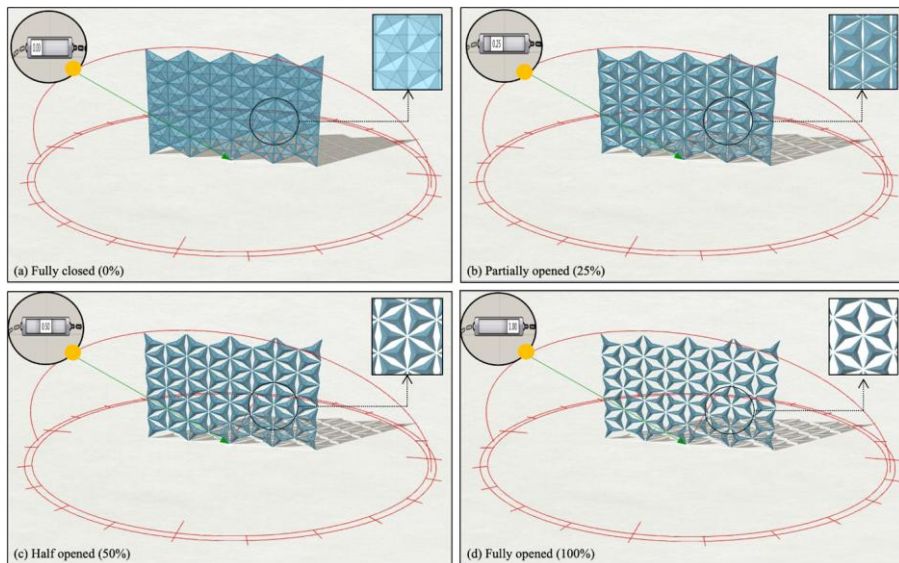 0.00
(a) Fully closed (0%)
0.25
(b) Partially opened (25%)
0.50
(c) Half opened (50%)
1.00
(d) Fully opened (100%)